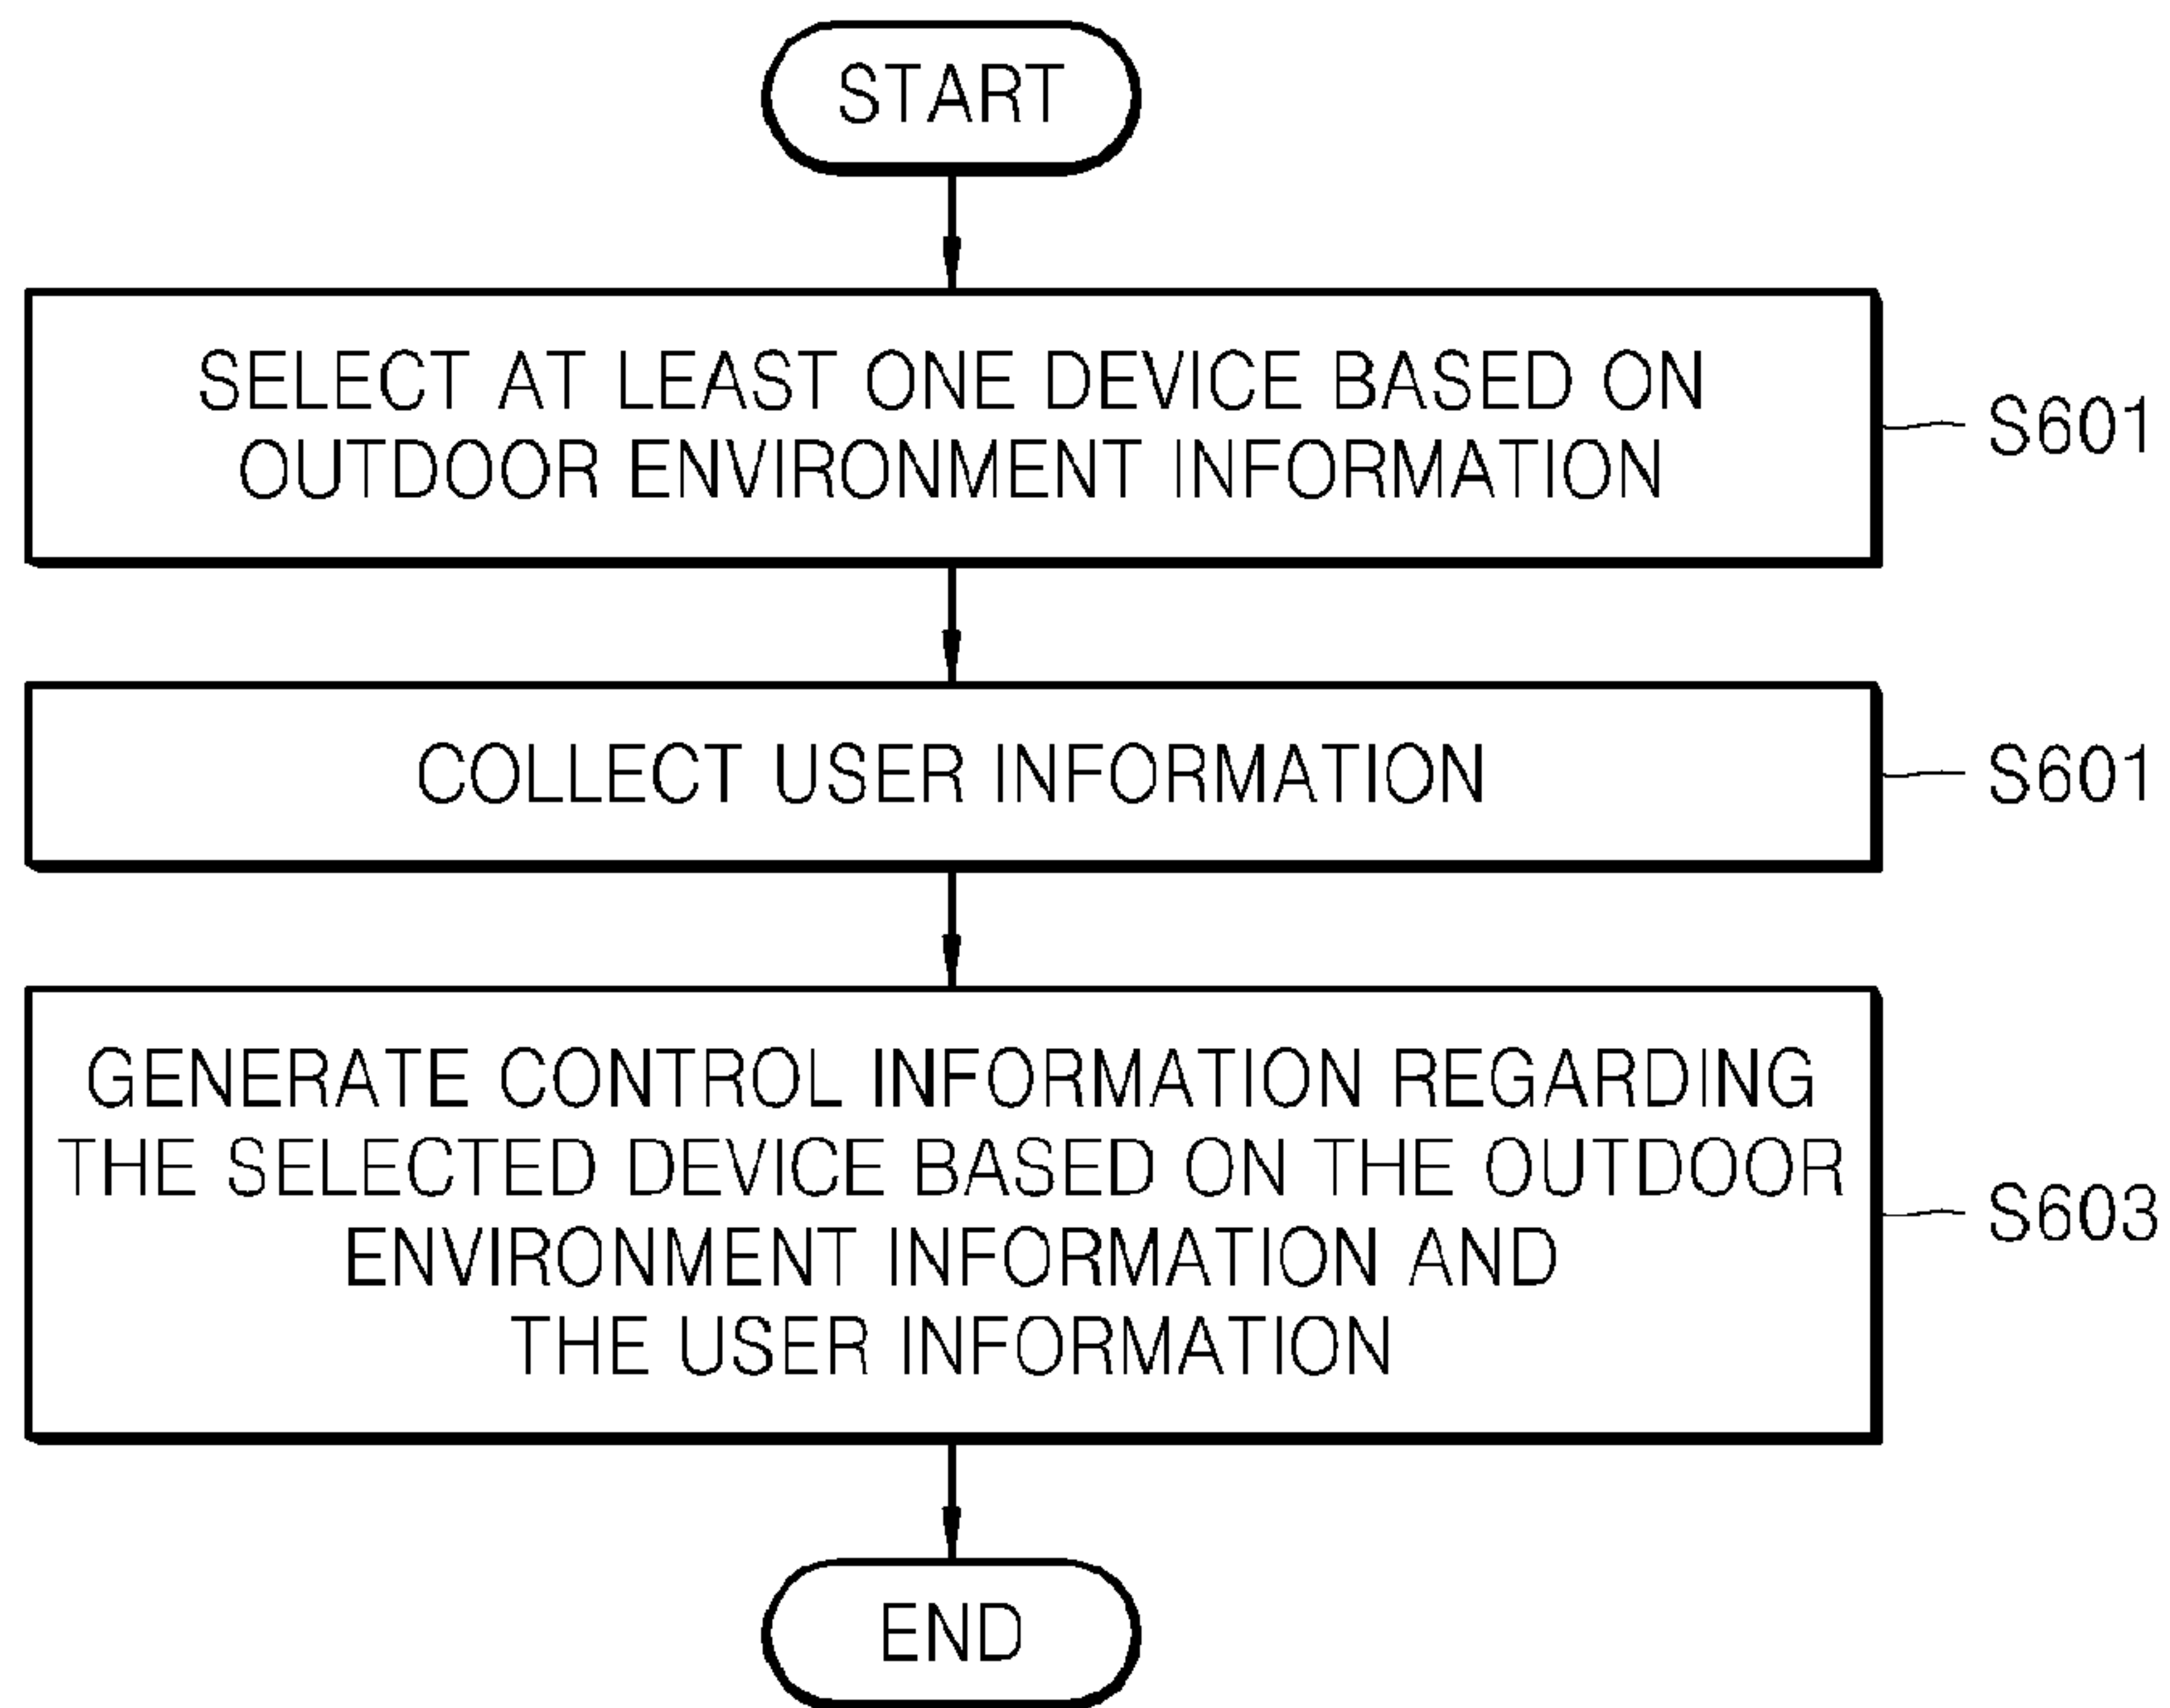 START
SELECT AT LEAST ONE DEVICE BASED ON
OUTDOOR ENVIRONMENT INFORMATION
S601
COLLECT USER INFORMATION
S601
GENERATE CONTROL INFORMATION REGARDING
THE SELECTED DEVICE BASED ON THE OUTDOOR
ENVIRONMENT INFORMATION AND
THE USER INFORMATION
S603
END